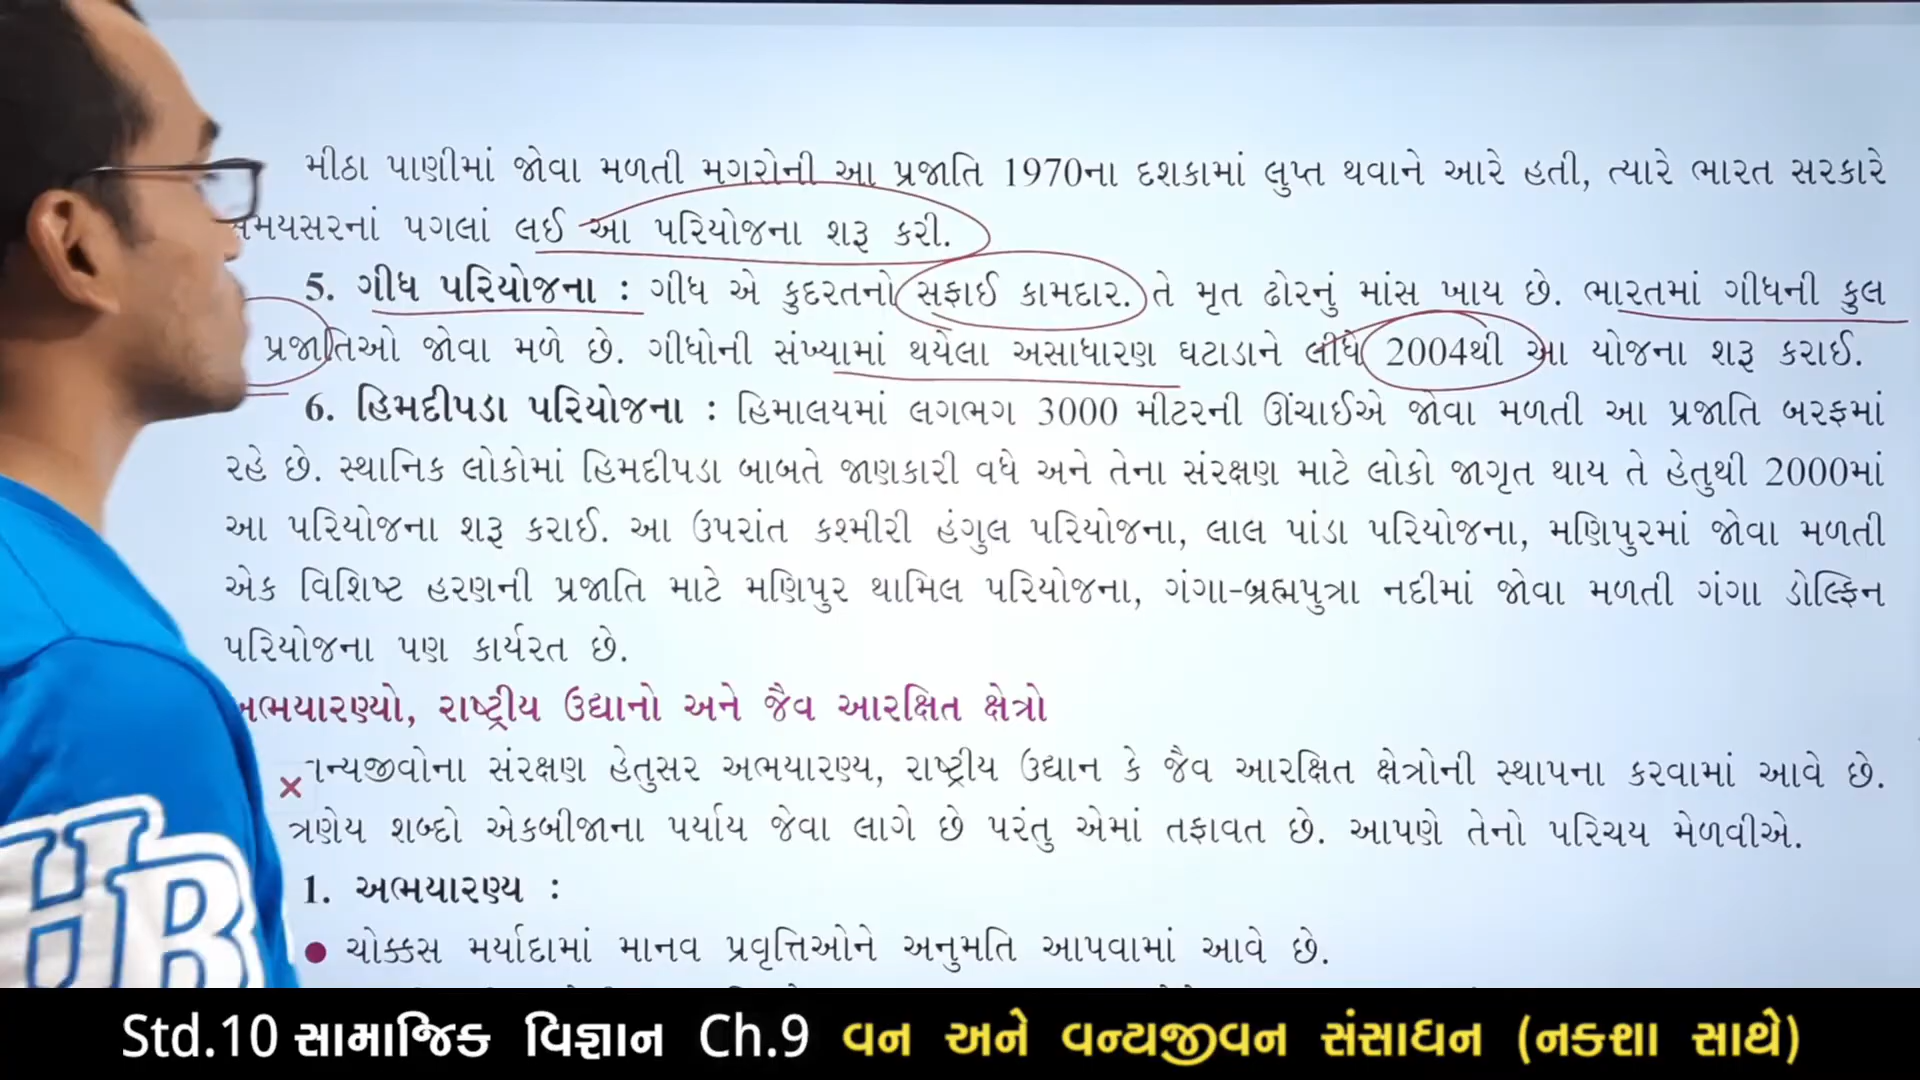 મીઠા પાણીમાં જોવા મળતી મગરોની આ પ્રજાતિ 1970ના દશકામાં લુપ્ત થવાને આરે હતી, ત્યારે ભારત સરકારે
સમયસરનાં પગલાં લઈ આ પરિયોજના શરૂ કરી.
5. ગીધ પરિયોજના : ગીધ એ કુદરતનો સફાઈ કામદાર. તે મૃત ઢોરનું માંસ ખાય છે. ભારતમાં ગીધની કુલ
પ્રજાતિઓ જોવા મળે છે. ગીધોની સંખ્યામાં થયેલા અસાધારણ ઘટાડાને લીધે 2004થી આ યોજના શરૂ કરાઈ.
6. હિમદીપડા પરિયોજના : હિમાલયમાં લગભગ 3000 મીટરની ઊંચાઈએ જોવા મળતી આ પ્રજાતિ બરફમાં
રહે છે. સ્થાનિક લોકોમાં હિમદીપડા બાબતે જાણકારી વધે અને તેના સંરક્ષણ માટે લોકો જાગૃત થાય તે હેતુથી 2000માં
આ પરિયોજના શરૂ કરાઈ. આ ઉપરાંત કશ્મીરી હંગુલ પરિયોજના, લાલ પાંડા પરિયોજના, મણિપુરમાં જોવા મળતી
એક વિશિષ્ટ હરણની પ્રજાતિ માટે મણિપુર થામિલ પરિયોજના, ગંગા-બ્રહ્મપુત્રા નદીમાં જોવા મળતી ગંગા ડોલ્ફિન
પરિયોજના પણ કાર્યરત છે.
અભયારણ્યો, રાષ્ટ્રીય ઉદ્યાનો અને જૈવ આરક્ષિત ક્ષેત્રો
વન્યજીવોના સંરક્ષણ હેતુસર અભયારણ્ય, રાષ્ટ્રીય ઉદ્યાન કે જૈવ આરક્ષિત ક્ષેત્રોની સ્થાપના કરવામાં આવે છે.
ત્રણેય શબ્દો એકબીજાના પર્યાય જેવા લાગે છે પરંતુ એમાં તફાવત છે. આપણે તેનો પરિચય મેળવીએ.
1. અભયારણ્ય :
● ચોક્કસ મર્યાદામાં માનવ પ્રવૃત્તિઓને અનુમતિ આપવામાં આવે છે.
HB
Std.10 સામાજિક વિજ્ઞાન Ch.9 વન અને વન્યજીવન સંસાધન (નકશા સાથે)